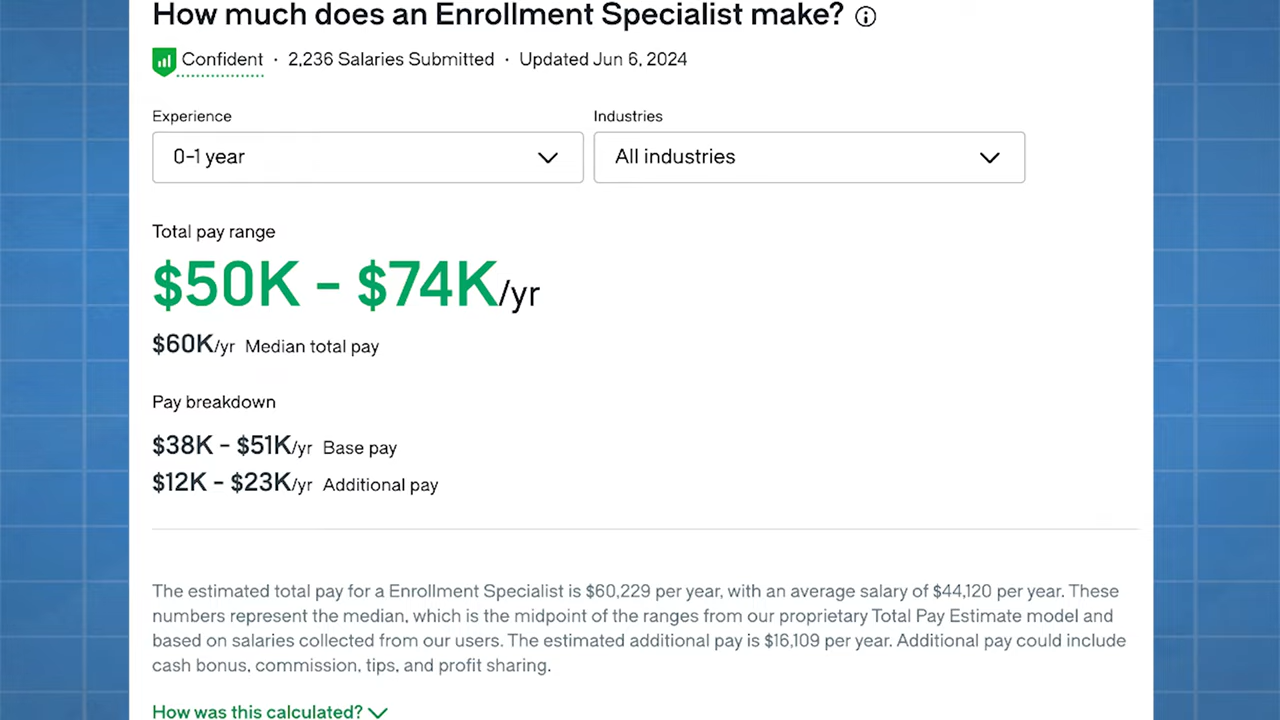 How much does an Enrollment Specialist make?
Confident · 2,236 Salaries Submitted · Updated Jun 6, 2024
Experience
Industries
0-1 year
All industries
Total pay range
$50K - $74K/yr
$60K/yr Median total pay
Pay breakdown
$38K - $51K/yr Base pay
$12K - $23K/yr Additional pay
The estimated total pay for a Enrollment Specialist is $60,229 per year, with an average salary of $44,120 per year. These
numbers represent the median, which is the midpoint of the ranges from our proprietary Total Pay Estimate model and
based on salaries collected from our users. The estimated additional pay is $16,109 per year. Additional pay could include
cash bonus, commission, tips, and profit sharing.
How was this calculated?